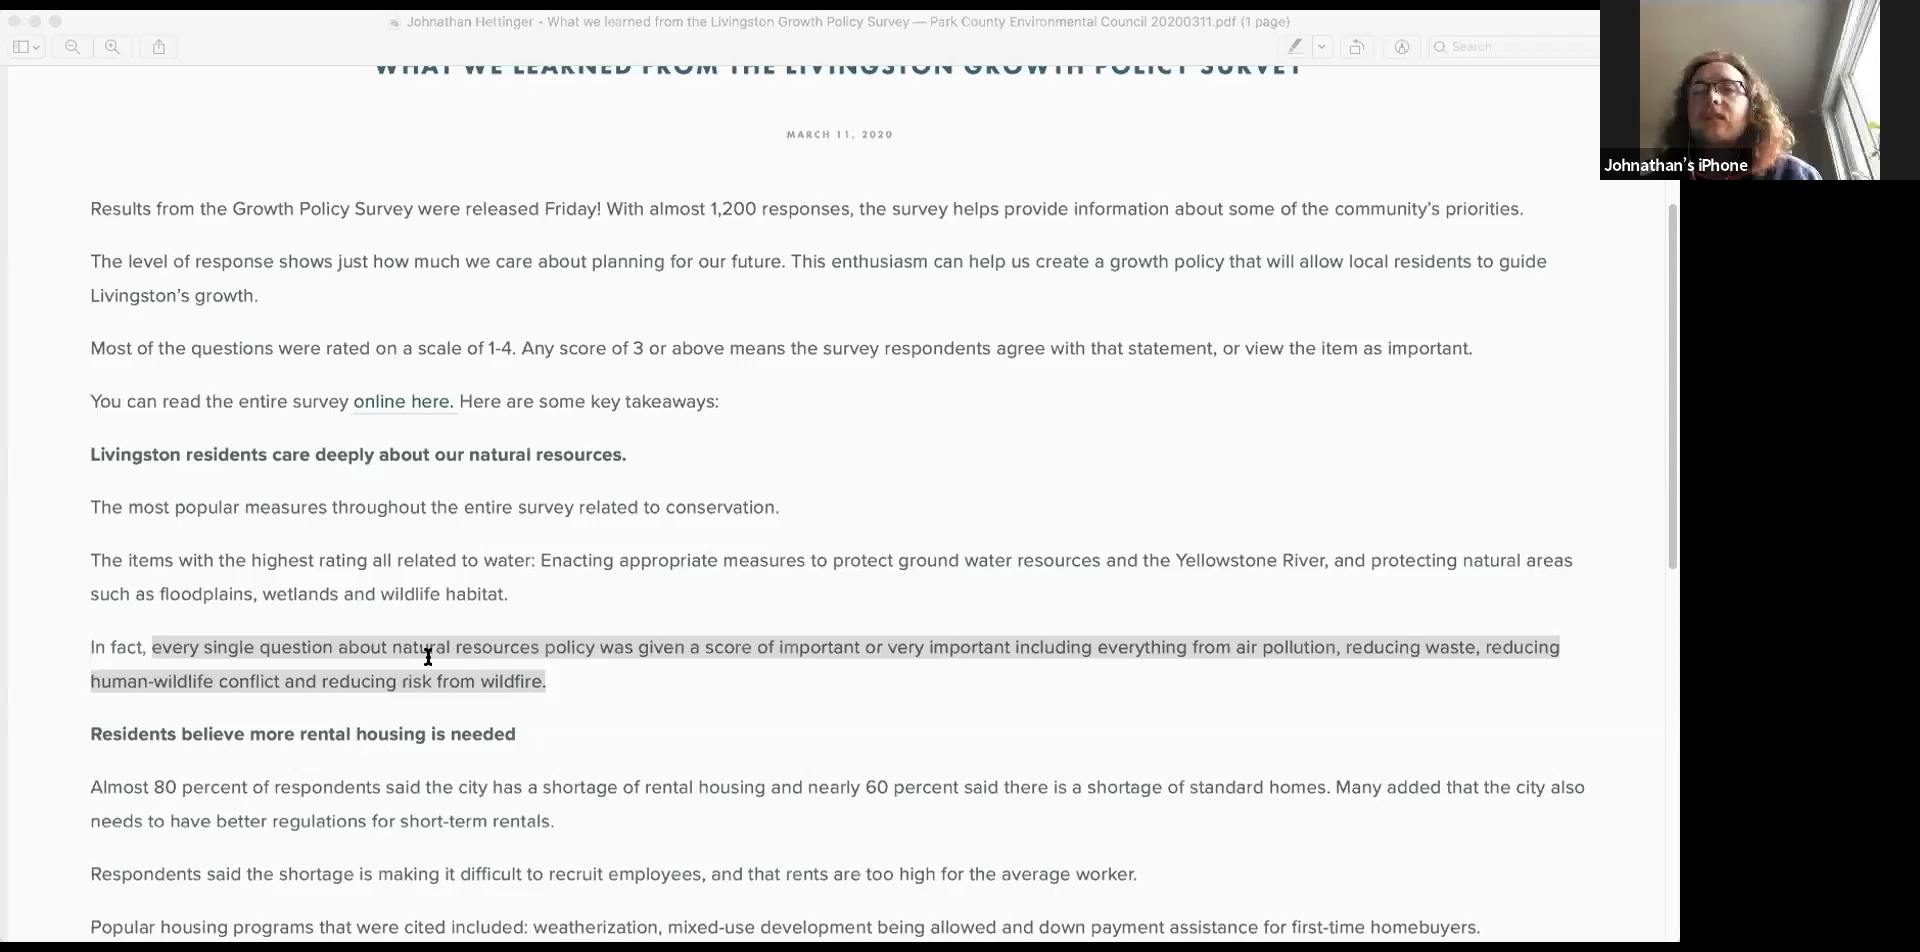 Johnathan Hettinger - What we learned from the Livingston Growth Policy Survey — Park County Environmental Council 20200311.pdf (1 page)
Search
WHAT WE LEARNED FROM THE LIVINGSTON GROWTH POLICY SURVEY
Johnathan's iPhone
MARCH 11, 2020
Results from the Growth Policy Survey were released Friday! With almost 1,200 responses, the survey helps provide information about some of the community's priorities.
The level of response shows just how much we care about planning for our future. This enthusiasm can help us create a growth policy that will allow local residents to guide
Livingston's growth.
Most of the questions were rated on a scale of 1-4. Any score of 3 or above means the survey respondents agree with that statement, or view the item as important.
You can read the entire survey online here. Here are some key takeaways:
Livingston residents care deeply about our natural resources.
The most popular measures throughout the entire survey related to conservation.
The items with the highest rating all related to water: Enacting appropriate measures to protect ground water resources and the Yellowstone River, and protecting natural areas
such as floodplains, wetlands and wildlife habitat.
In fact, every single question about natural resources policy was given a score of important or very important including everything from air pollution, reducing waste, reducing
human-wildlife conflict and reducing risk from wildfire.
Residents believe more rental housing is needed
Almost 80 percent of respondents said the city has a shortage of rental housing and nearly 60 percent said there is a shortage of standard homes. Many added that the city also
needs to have better regulations for short-term rentals.
Respondents said the shortage is making it difficult to recruit employees, and that rents are too high for the average worker.
Popular housing programs that were cited included: weatherization, mixed-use development being allowed and down payment assistance for first-time homebuyers.